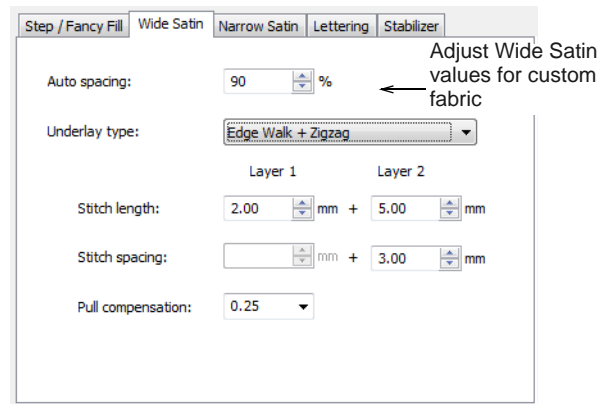 Step / Fancy Fill Wide Satin Narrow Satin Lettering Stabilizer
Adjust Wide Satin
values for custom
fabric
Auto spacing: 90 %
Underlay type: Edge Walk + Zigzag
Layer 1 Layer 2
Stitch length: 2.00 mm + 5.00 mm
Stitch spacing: mm + 3.00 mm
Pull compensation: 0.25